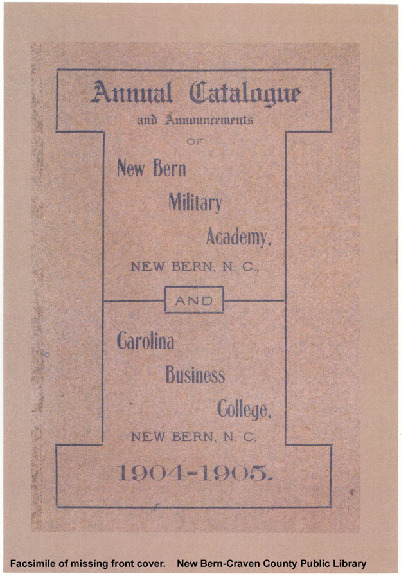 Annual Catalogue
and Announcements
OF
New Bern
Military
Academy,
NEW BERN, N. C.,
AND
Carolina
Business
College,
NEW BERN, N. C.
1904-1905.
Facsimile of missing front cover. New Bern-Craven County Public Library